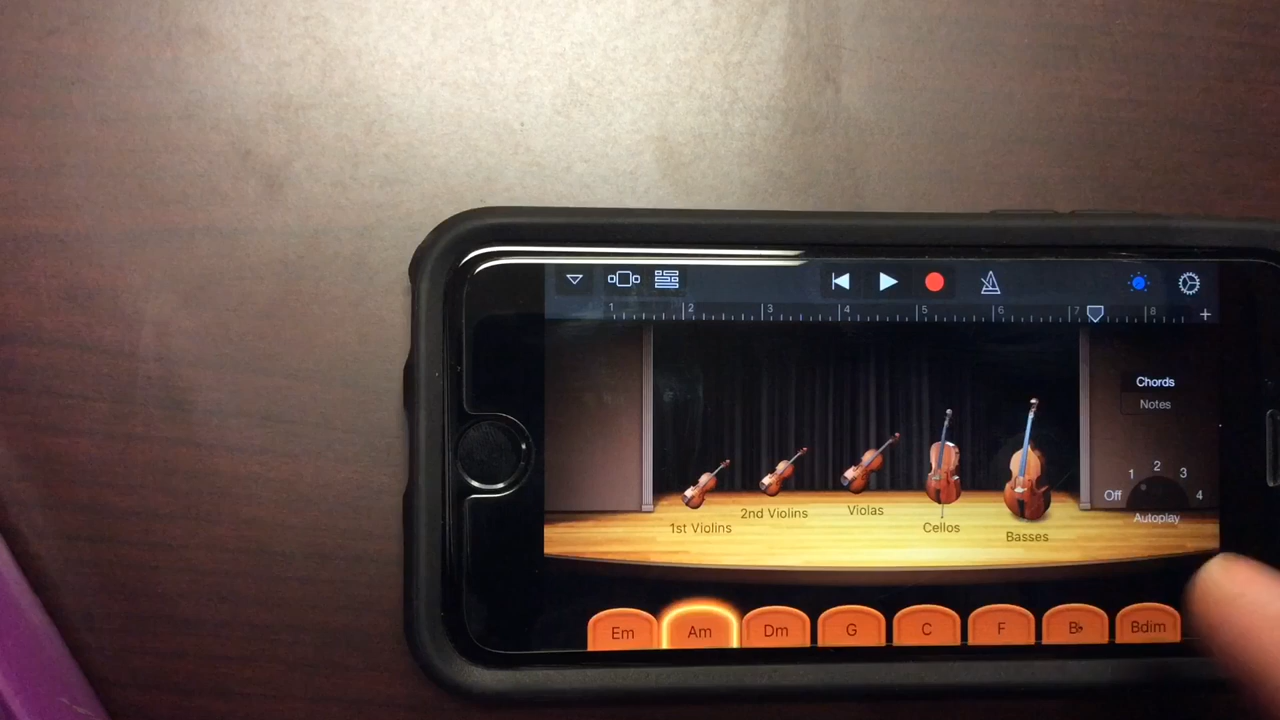 1 2 3 4 5 6 7 8 +
Chords
Notes
Off 1 2 3 4
Autoplay
1st Violins
2nd Violins
Violas
Cellos
Basses
Em Am Dm G C F B♭ Bdim